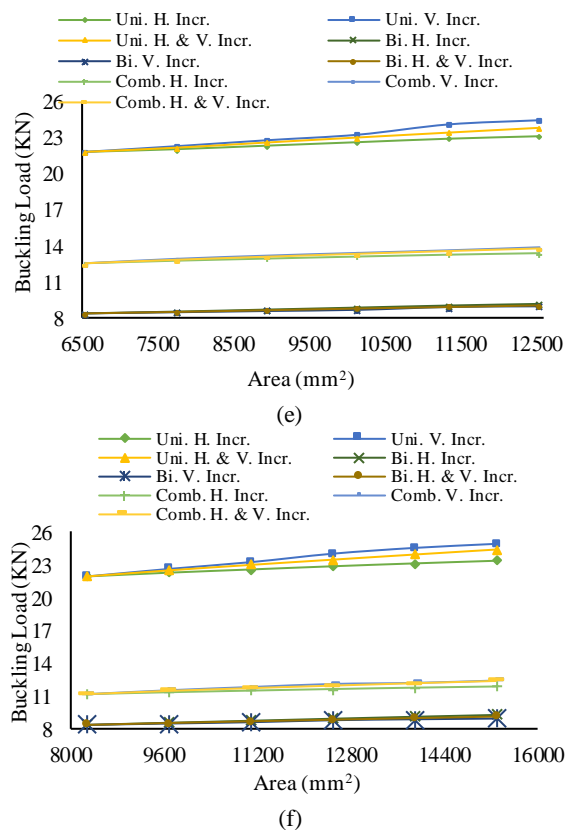 Uni. H. Incr. Uni. V. Incr.
Uni. H. & V. Incr. Bi. H. Incr.
Bi. V. Incr. Bi. H. & V. Incr.
Comb. H. Incr. Comb. V. Incr.
Comb. H. & V. Incr.
26
23
20
17
14
11
8
Buckling Load (KN)
6500 7500 8500 9500 10500 11500 12500
Area (mm²)
(e)
Uni. H. Incr. Uni. V. Incr.
Uni. H. & V. Incr. Bi. H. Incr.
Bi. V. Incr. Bi. H. & V. Incr.
Comb. H. Incr. Comb. V. Incr.
Comb. H. & V. Incr.
26
23
20
17
14
11
8
Buckling Load (KN)
8000 9600 11200 12800 14400 16000
Area (mm²)
(f)